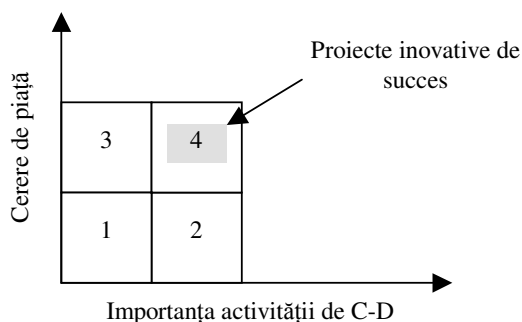 Proiecte inovative de
succes
Cerere de piață
3
4
1
2
Importanța activității de C-D